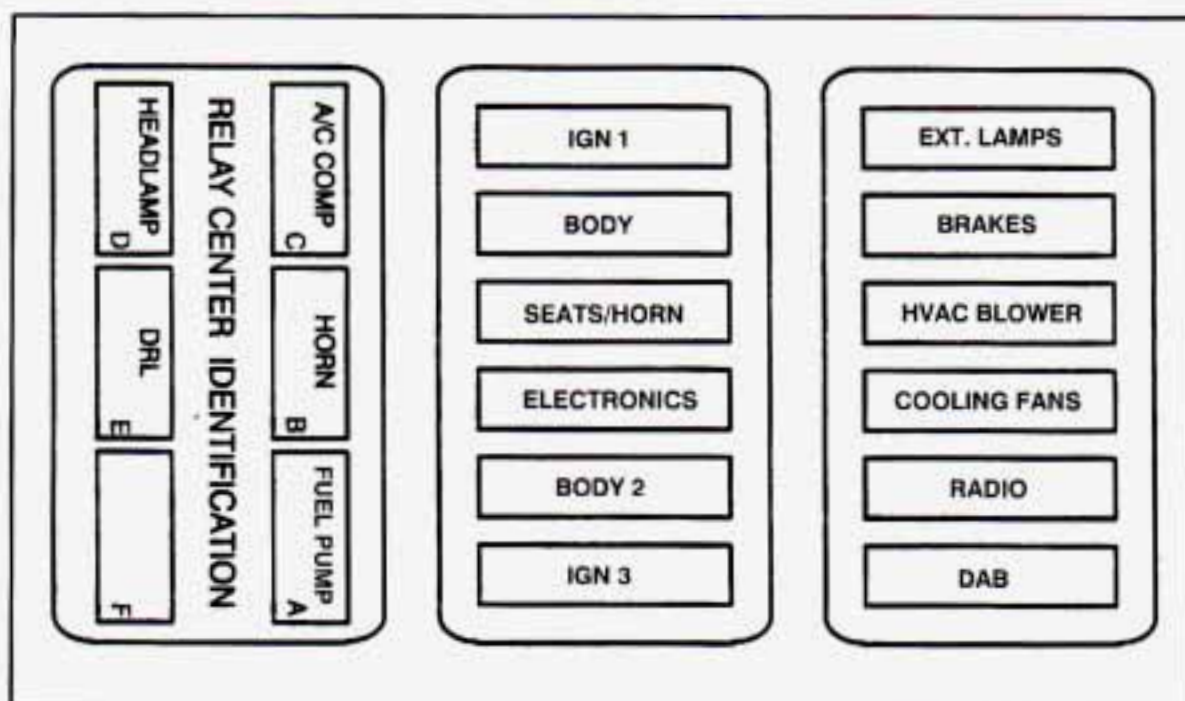 A/C COMP
C
HORN
B
FUEL PUMP
A
RELAY CENTER IDENTIFICATION
HEADLAMP
D
DRL
E
F
IGN 1
BODY
SEATS/HORN
ELECTRONICS
BODY 2
IGN 3
EXT. LAMPS
BRAKES
HVAC BLOWER
COOLING FANS
RADIO
DAB